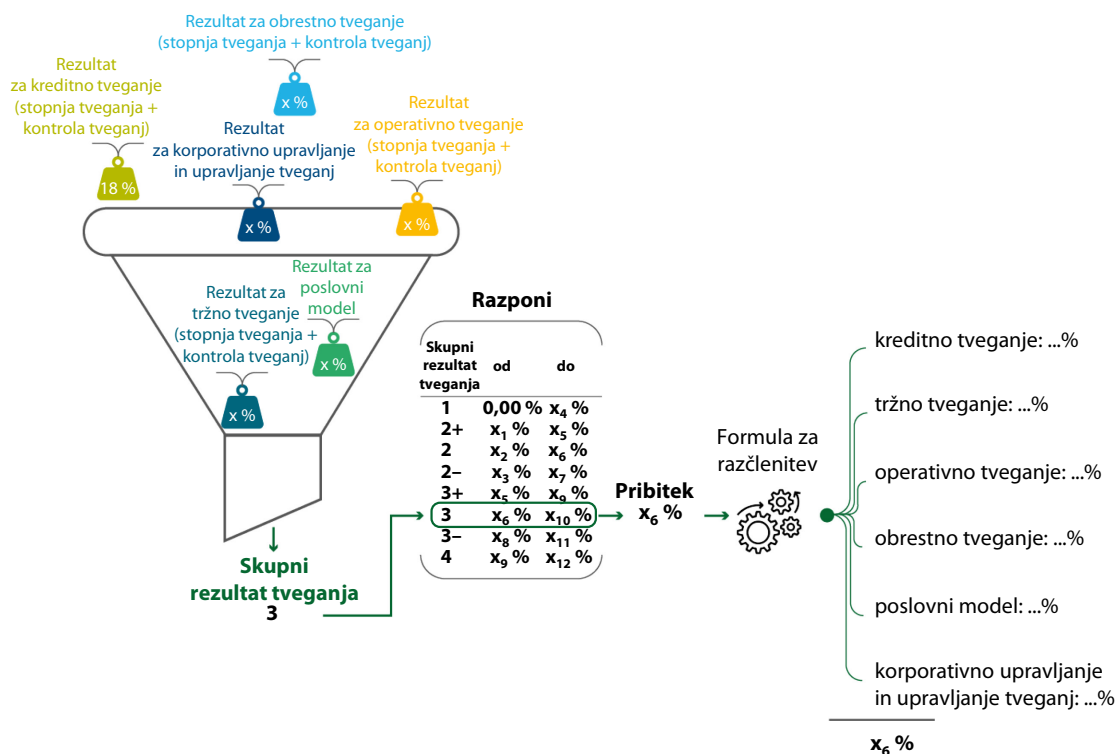 Rezultat za obrestno tveganje
(stopnja tveganja + kontrola tveganj)
x %
Rezultat
za kreditno tveganje
(stopnja tveganja +
kontrola tveganj)
18 %
Rezultat
za korporativno upravljanje
in upravljanje tveganj
x %
Rezultat
za operativno tveganje
(stopnja tveganja +
kontrola tveganj)
x %
Rezultat za
poslovni
model
x %
Rezultat za
tržno tveganje
(stopnja tveganja +
kontrola tveganj)
x %
Skupni
rezultat tveganja
3
Razponi
Skupni
rezultat
tveganja
od do
1 0,00 % x₄ %
2+ x₁ % x₅ %
2 x₂ % x₆ %
2– x₃ % x₇ %
3+ x₅ % x₉ %
3 x₆ % x₁₀ %
3– x₈ % x₁₁ %
4 x₉ % x₁₂ %
Pribitek
x₆ %
Formula za
razčlenitev
kreditno tveganje: ...%
tržno tveganje: ...%
operativno tveganje: ...%
obrestno tveganje: ...%
poslovni model: ...%
korporativno upravljanje
in upravljanje tveganj: ...%
x₆ %